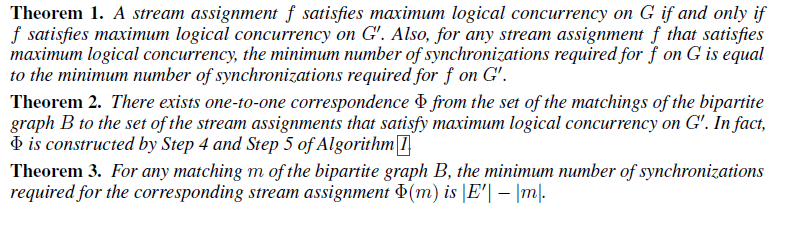 Theorem 1. A stream assignment f satisfies maximum logical concurrency on G if and only if
f satisfies maximum logical concurrency on G′. Also, for any stream assignment f that satisfies
maximum logical concurrency, the minimum number of synchronizations required for f on G is equal
to the minimum number of synchronizations required for f on G′.
Theorem 2. There exists one-to-one correspondence Φ from the set of the matchings of the bipartite
graph B to the set of the stream assignments that satisfy maximum logical concurrency on G′. In fact,
Φ is constructed by Step 4 and Step 5 of Algorithm 1.
Theorem 3. For any matching m of the bipartite graph B, the minimum number of synchronizations
required for the corresponding stream assignment Φ(m) is |E′| − |m|.